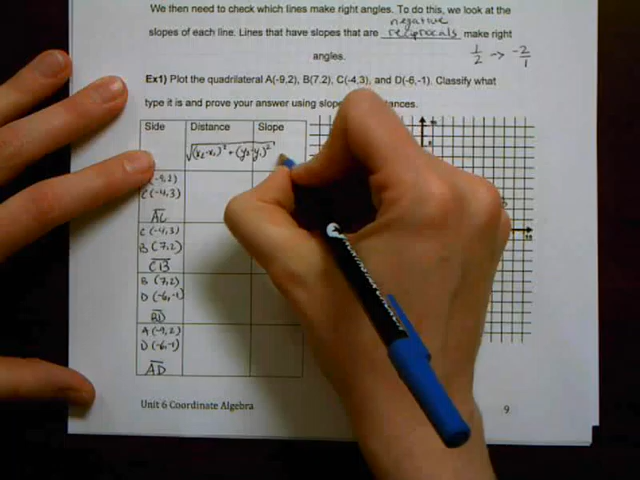 We then need to check which lines make right angles. To do this, we look at the
negative
slopes of each line. Lines that have slopes that are reciprocals make right
angles.
1/2 -> -2/1
Ex1) Plot the quadrilateral A(-9,2), B(7.2), C(-4,3), and D(-6,-1). Classify what
type it is and prove your answer using
Side Distance Slope
√(x₂-x₁)² + (y₂-y₁)²
C(-4,3)
AC
C(-4,3)
B(7,2)
CB
B(7,2)
D(-6,-1)
BD
A(-9,2)
D(-6,-1)
AD
Unit 6 Coordinate Algebra
9